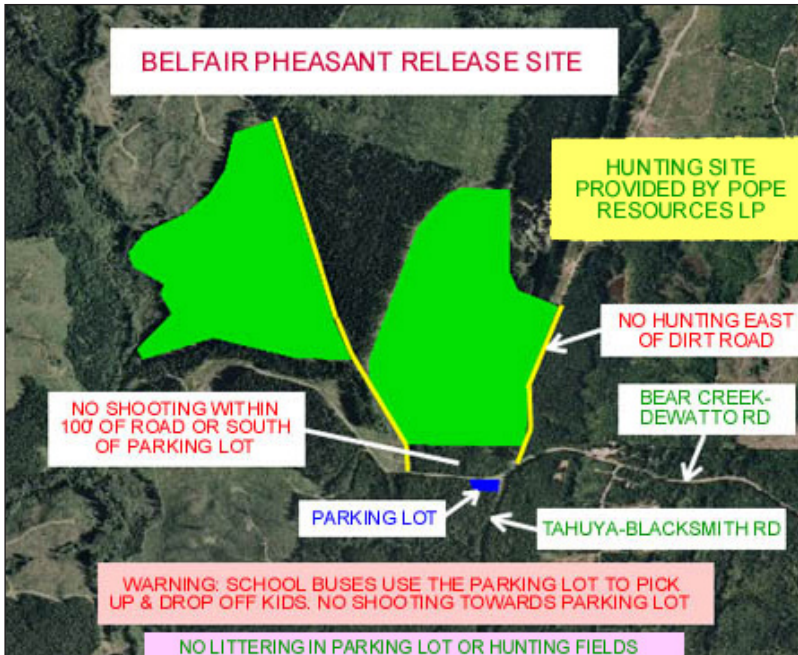 BELFAIR PHEASANT RELEASE SITE
HUNTING SITE
PROVIDED BY POPE
RESOURCES LP
NO HUNTING EAST
OF DIRT ROAD
NO SHOOTING WITHIN
100' OF ROAD OR SOUTH
OF PARKING LOT
BEAR CREEK-
DEWATTO RD
PARKING LOT
TAHUYA-BLACKSMITH RD
WARNING: SCHOOL BUSES USE THE PARKING LOT TO PICK
UP & DROP OFF KIDS. NO SHOOTING TOWARDS PARKING LOT
NO LITTERING IN PARKING LOT OR HUNTING FIELDS